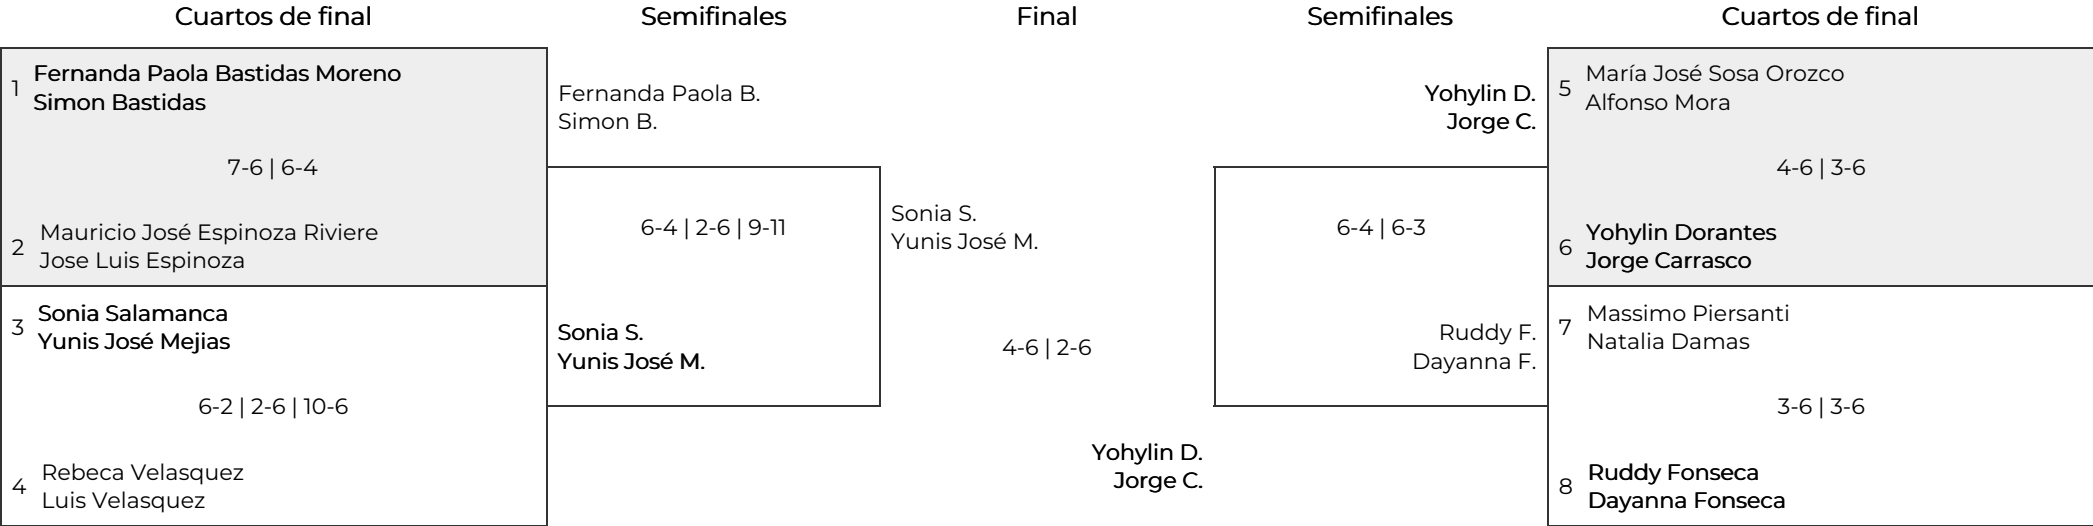 Cuartos de final
Semifinales
Final
Semifinales
Cuartos de final
1
Fernanda Paola Bastidas Moreno
Simon Bastidas
7-6 | 6-4
2
Mauricio José Espinoza Riviere
Jose Luis Espinoza
3
Sonia Salamanca
Yunis José Mejias
6-2 | 2-6 | 10-6
4
Rebeca Velasquez
Luis Velasquez
Fernanda Paola B.
Simon B.
6-4 | 2-6 | 9-11
Sonia S.
Yunis José M.
Sonia S.
Yunis José M.
4-6 | 2-6
Yohylin D.
Jorge C.
Yohylin D.
Jorge C.
6-4 | 6-3
Ruddy F.
Dayanna F.
5
María José Sosa Orozco
Alfonso Mora
4-6 | 3-6
6
Yohylin Dorantes
Jorge Carrasco
7
Massimo Piersanti
Natalia Damas
3-6 | 3-6
8
Ruddy Fonseca
Dayanna Fonseca